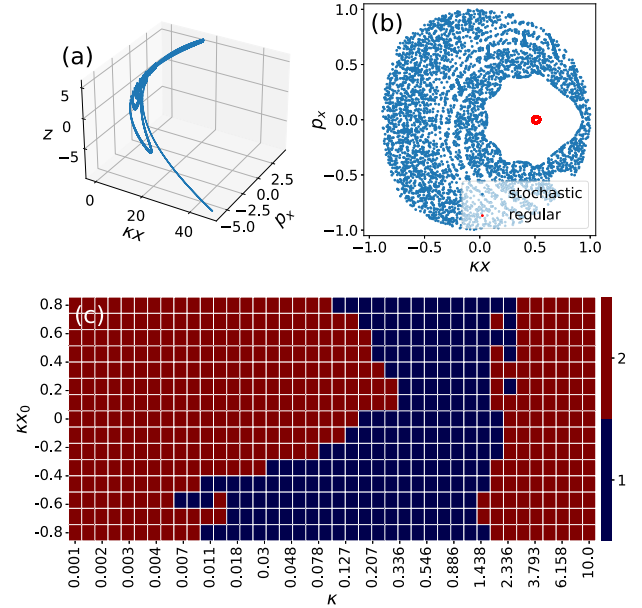 (a)
z
5
0
−5
0
20
40
κx
−5.0
−2.5
0.0
2.5
pₓ
(b)
pₓ
1.0
0.5
0.0
−0.5
−1.0
stochastic
regular
−1.0 −0.5 0.0 0.5 1.0
κx
(c)
κx₀
0.8
0.6
0.4
0.2
0
-0.2
-0.4
-0.6
-0.8
0.001 0.002 0.003 0.004 0.007 0.011 0.018 0.03 0.048 0.078 0.127 0.207 0.336 0.546 0.886 1.438 2.336 3.793 6.158 10.0
κ
2
1